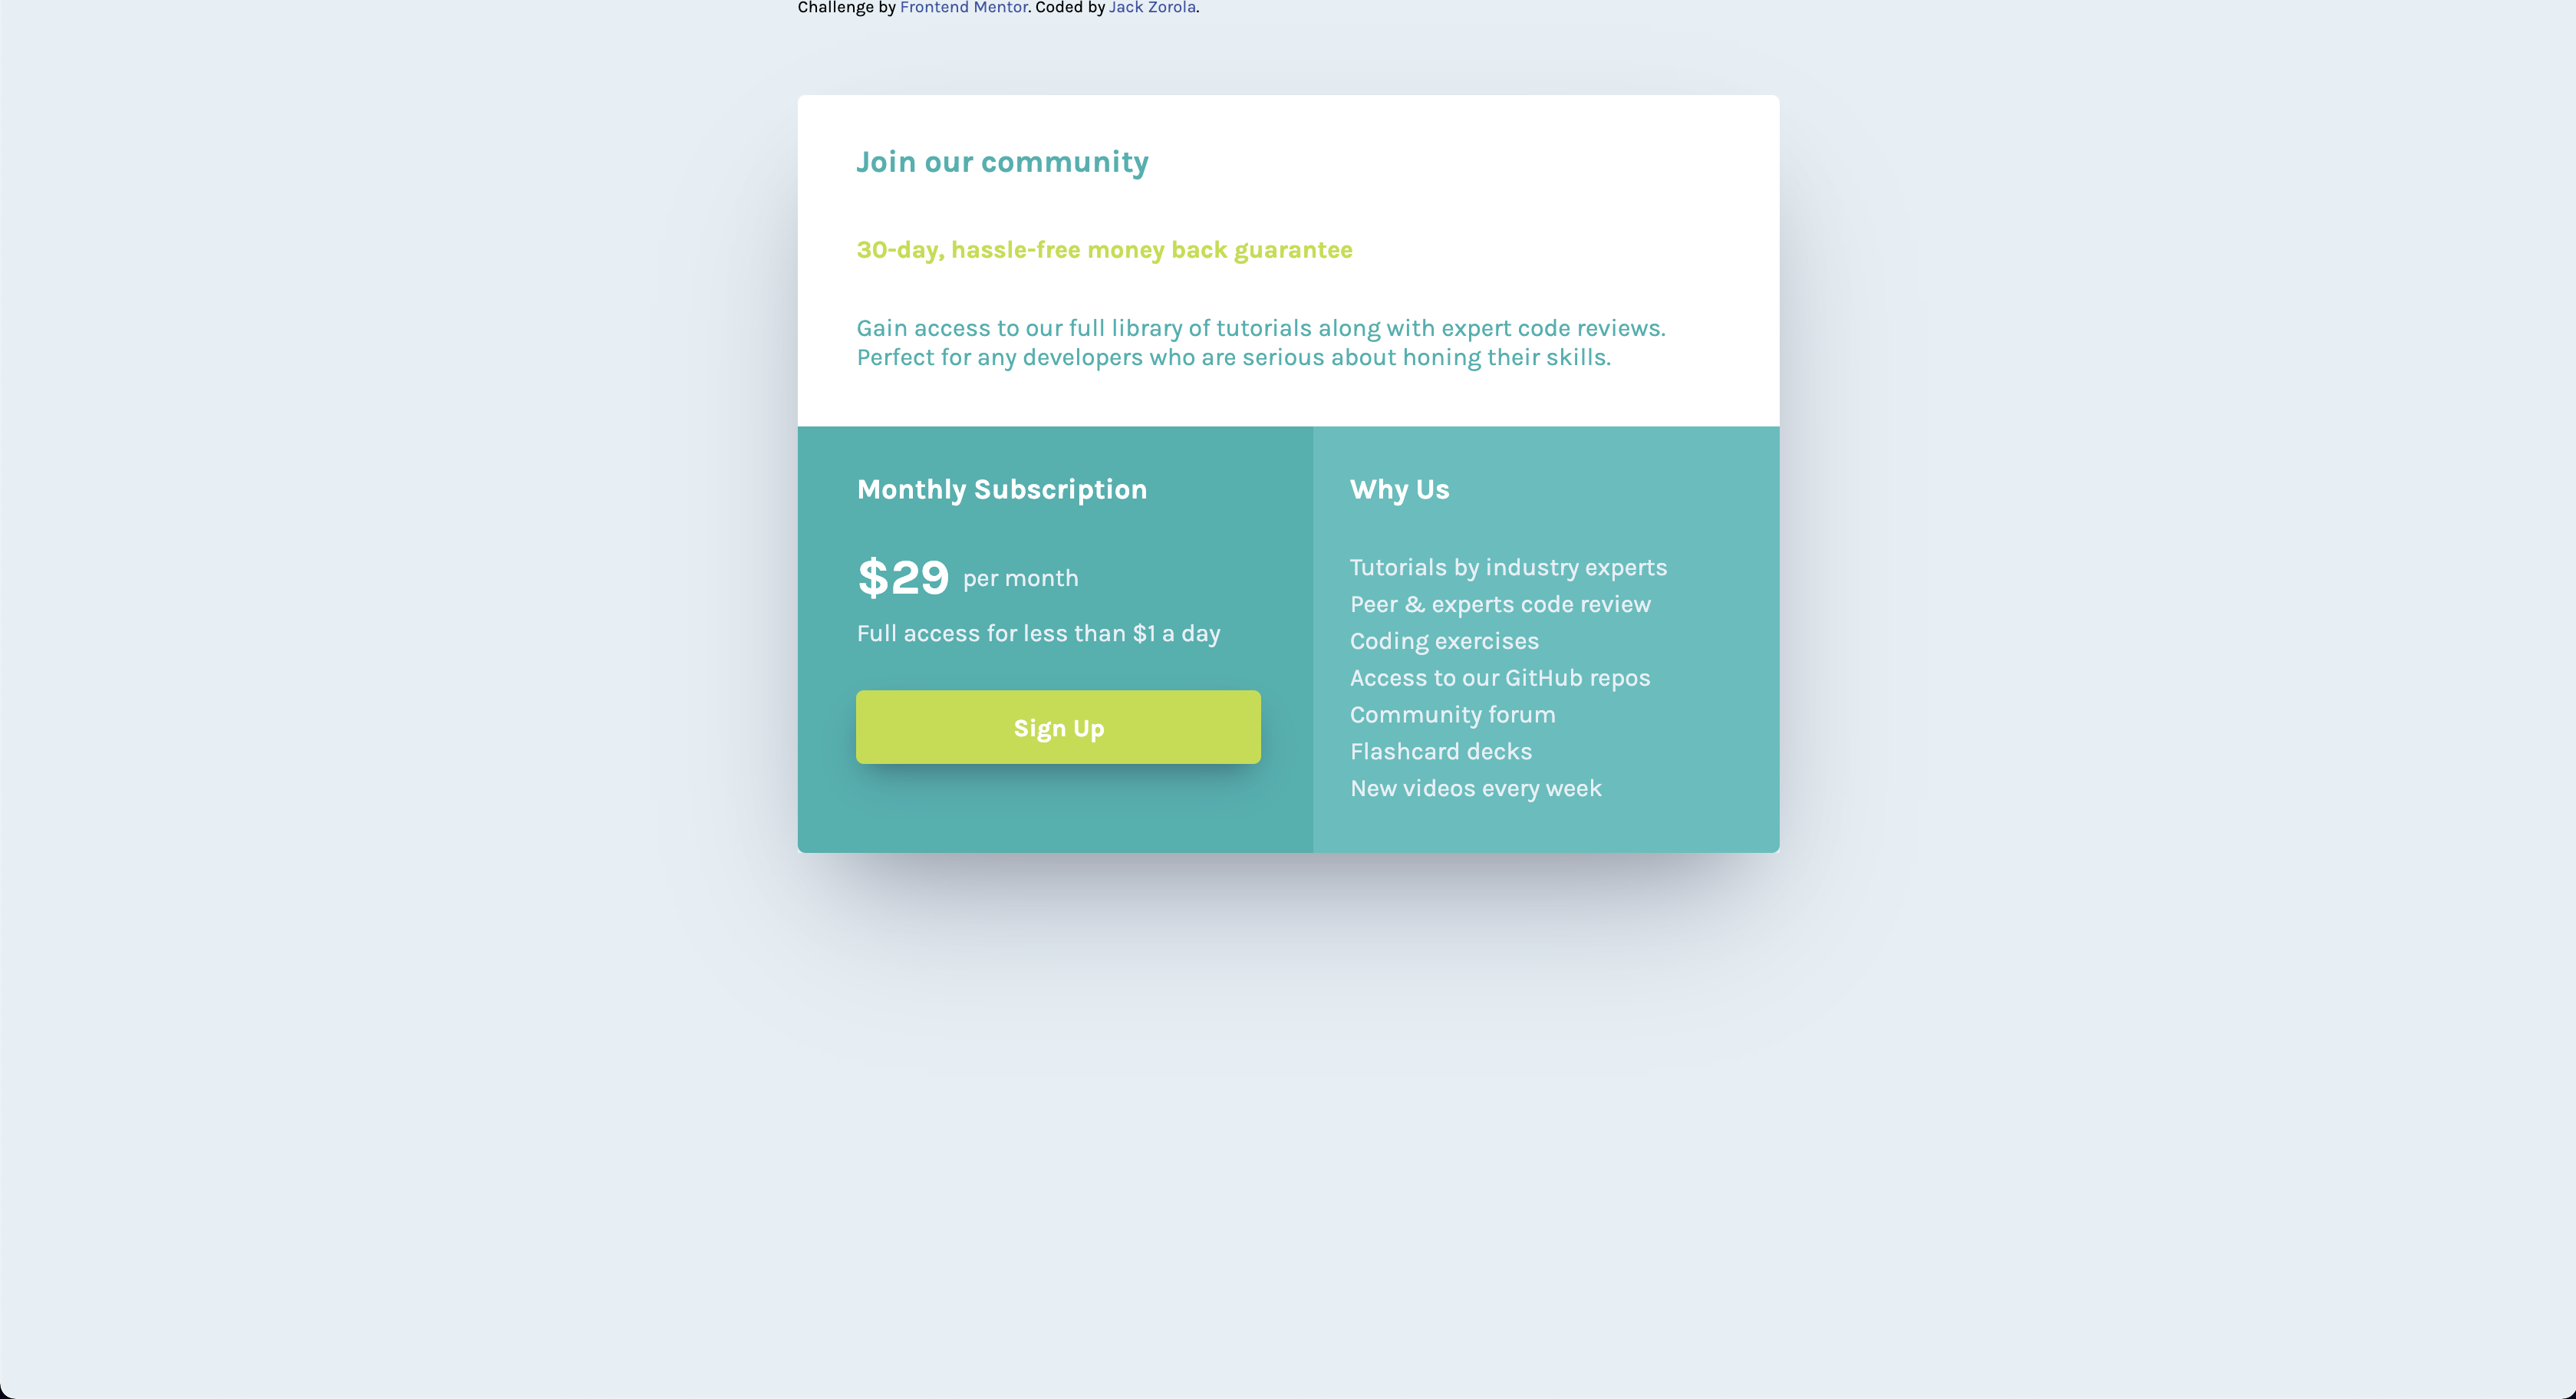 Challenge by Frontend Mentor. Coded by Jack Zorola.
Join our community
30-day, hassle-free money back guarantee
Gain access to our full library of tutorials along with expert code reviews.
Perfect for any developers who are serious about honing their skills.
Monthly Subscription
$29 per month
Full access for less than $1 a day
Sign Up
Why Us
Tutorials by industry experts
Peer & experts code review
Coding exercises
Access to our GitHub repos
Community forum
Flashcard decks
New videos every week